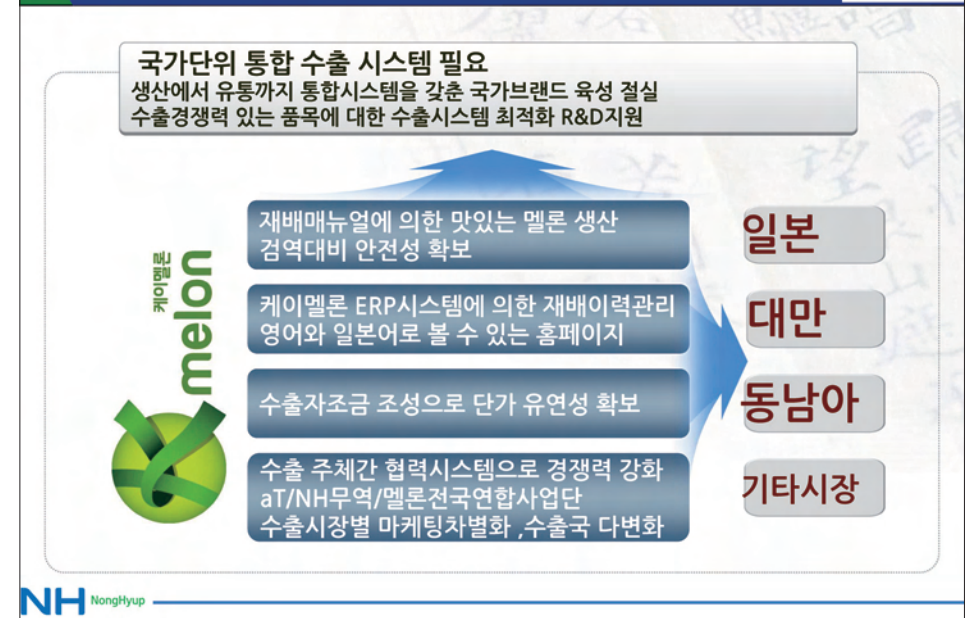 국가단위 통합 수출 시스템 필요
생산에서 유통까지 통합시스템을 갖춘 국가브랜드 육성 절실
수출경쟁력 있는 품목에 대한 수출시스템 최적화 R&D지원
케이멜론
melon
재배매뉴얼에 의한 맛있는 멜론 생산
검역대비 안전성 확보
케이멜론 ERP시스템에 의한 재배이력관리
영어와 일본어로 볼 수 있는 홈페이지
수출자조금 조성으로 단가 유연성 확보
수출 주체간 협력시스템으로 경쟁력 강화
aT/NH무역/멜론전국연합사업단
수출시장별 마케팅차별화 ,수출국 다변화
일본
대만
동남아
기타시장
NH NongHyup